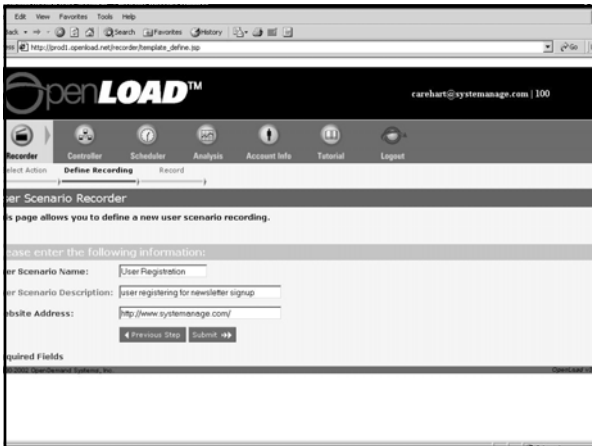 Edit View Favorites Tools Help
Back Search Favorites History
http://prod1.openload.net/recorder/template_define.jsp Go
OpenLOAD™
carehart@systemanage.com | 100
Recorder Controller Scheduler Analysis Account Info Tutorial Logout
elect Action Define Recording Record
ser Scenario Recorder
is page allows you to define a new user scenario recording.
ease enter the following information:
er Scenario Name: User Registration
er Scenario Description: user registering for newsletter signup
ebsite Address: http://www.systemanage.com/
Previous Step Submit
quired Fields
©2002 OpenDemand Systems, Inc. OpenLoad